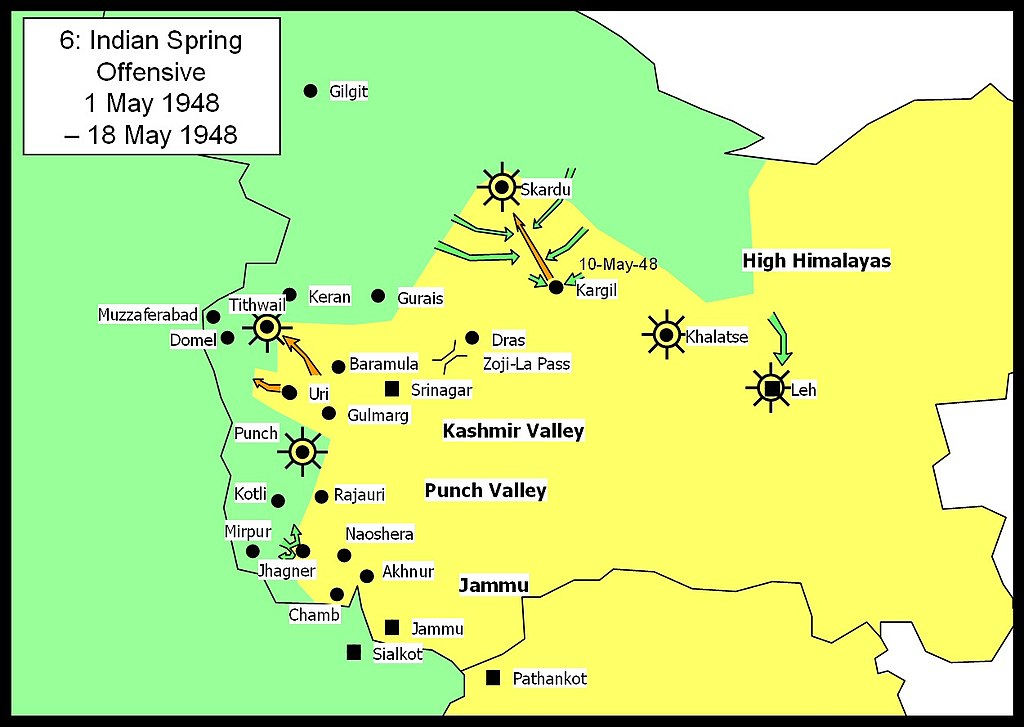 6: Indian Spring
Offensive
1 May 1948
– 18 May 1948
Gilgit
Skardu
High Himalayas
10-May-48
Kargil
Keran
Gurais
Tithwail
Muzzaferabad
Domel
Dras
Khalatse
Baramula
Zoji-La Pass
Uri
Srinagar
Leh
Gulmarg
Punch
Kashmir Valley
Kotli
Rajauri
Punch Valley
Mirpur
Naoshera
Jhagner
Akhnur
Jammu
Chamb
Jammu
Sialkot
Pathankot